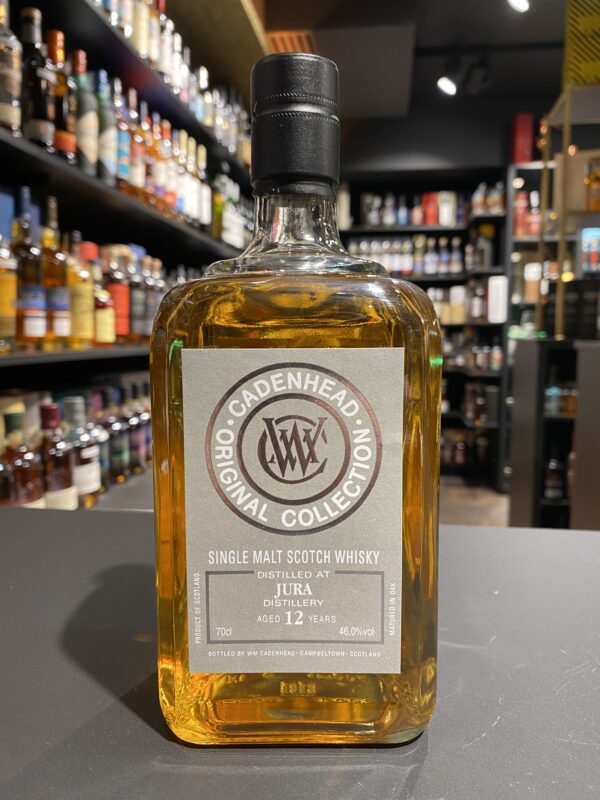 · CADENHEAD ·
ORIGINAL COLLECTION
WMC
SINGLE MALT SCOTCH WHISKY
DISTILLED AT
JURA
DISTILLERY
AGED 12 YEARS
70cl 46.0%vol
PRODUCT OF SCOTLAND
MATURED IN OAK
BOTTLED BY WM CADENHEAD · CAMPBELTOWN · SCOTLAND